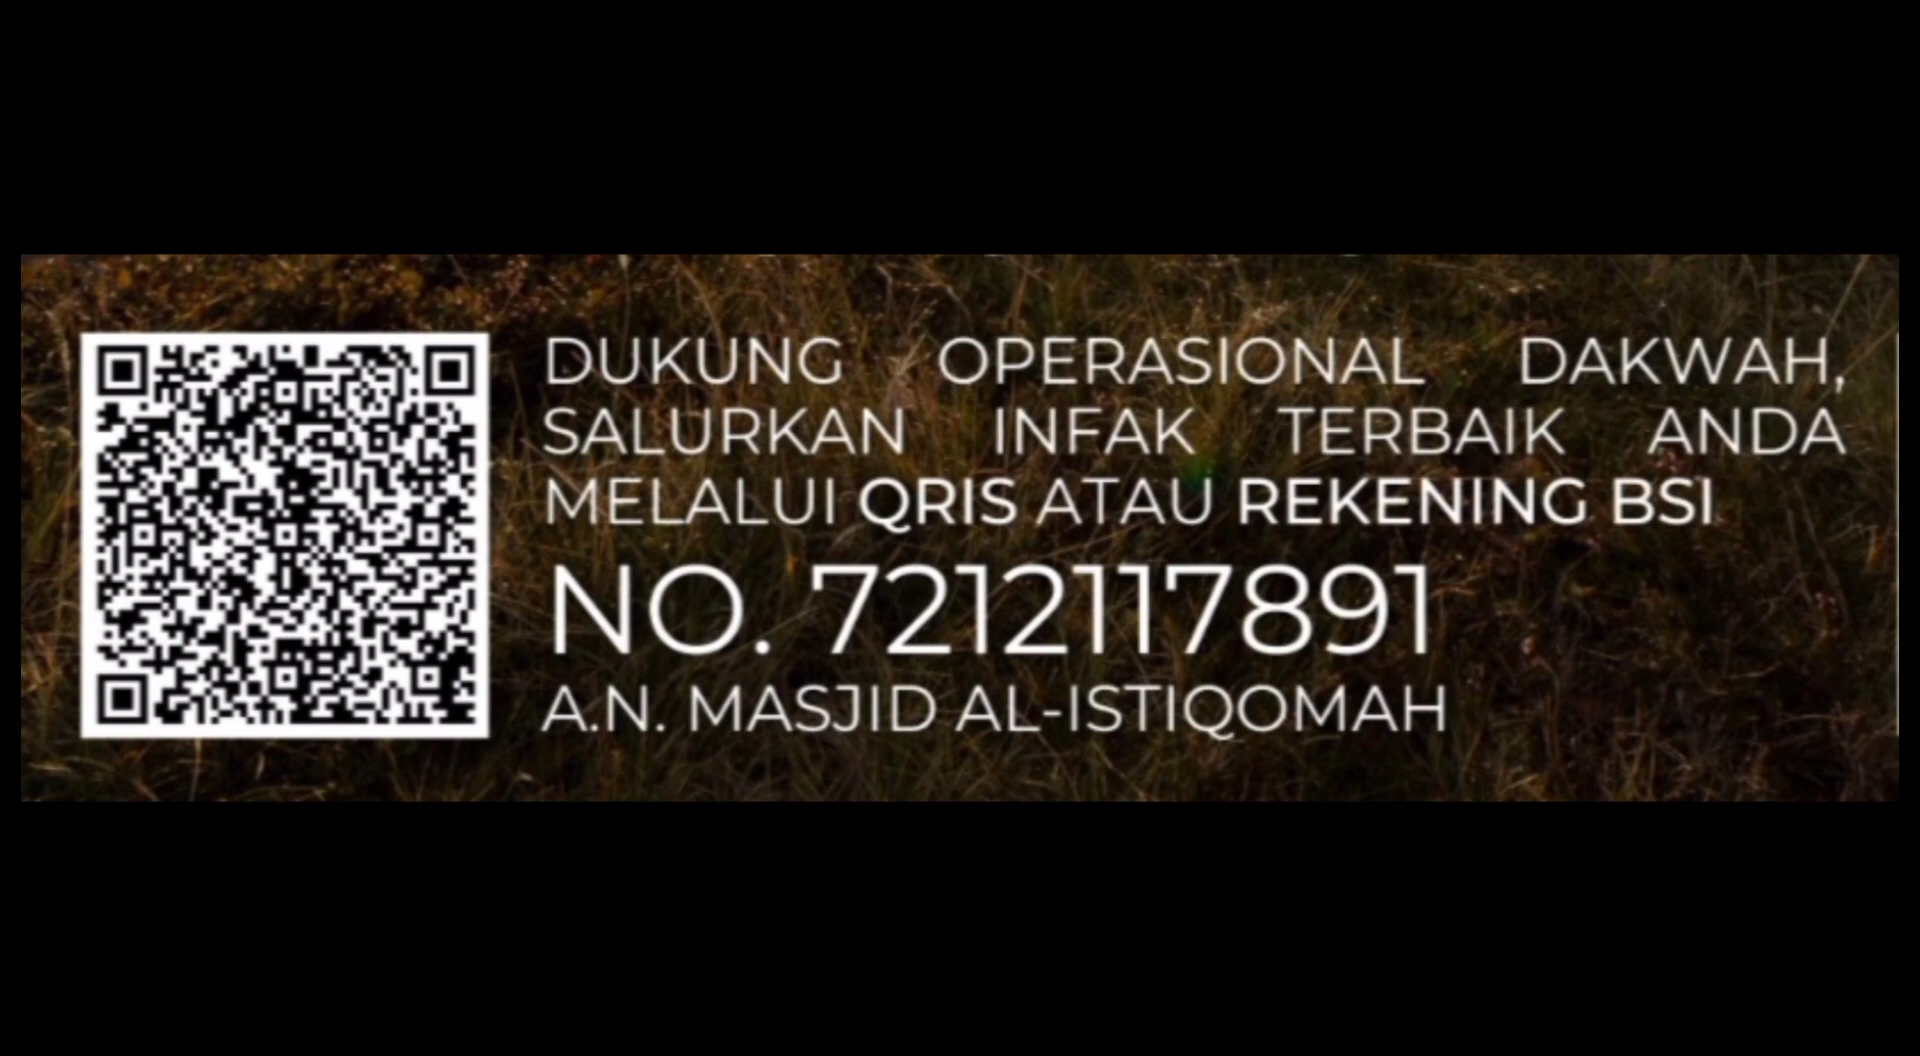 DUKUNG OPERASIONAL DAKWAH,
SALURKAN INFAK TERBAIK ANDA
MELALUI QRIS ATAU REKENING BSI
NO. 7212117891
A.N. MASJID AL-ISTIQOMAH